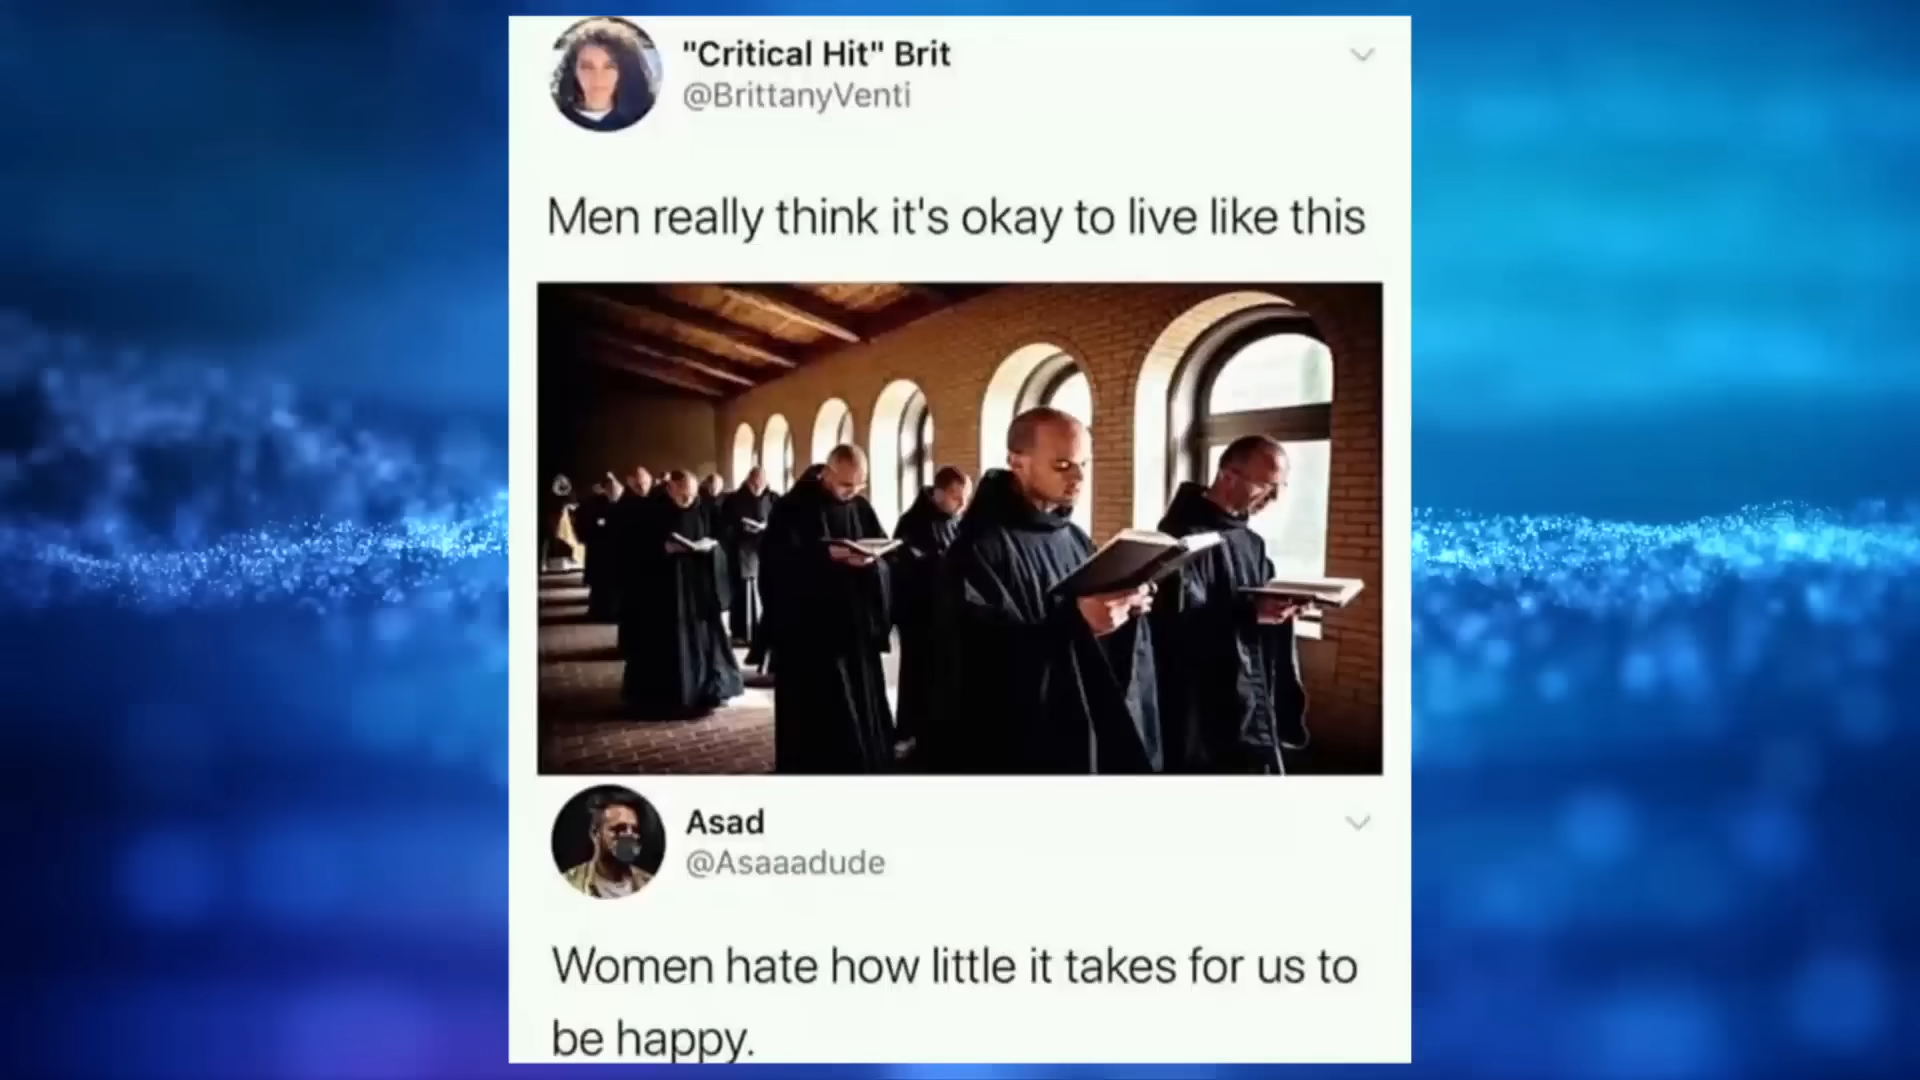 "Critical Hit" Brit
@BrittanyVenti
Men really think it's okay to live like this
Asad
@Asaaadude
Women hate how little it takes for us to
be happy.